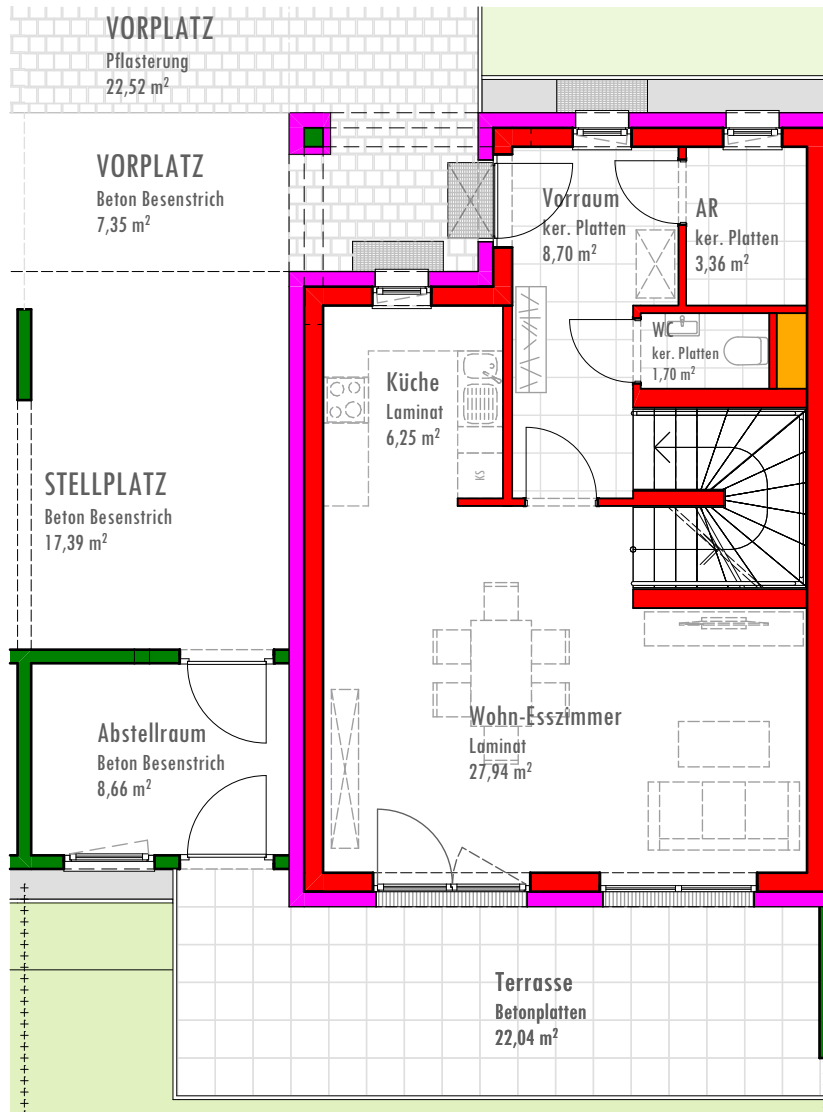 VORPLATZ
Pflasterung
22,52 m²
VORPLATZ
Beton Besenstrich
7,35 m²
Vorraum
ker. Platten
8,70 m²
AR
ker. Platten
3,36 m²
WC
ker. Platten
1,70 m²
Küche
Laminat
6,25 m²
KS
STELLPLATZ
Beton Besenstrich
17,39 m²
Wohn-Esszimmer
Laminat
27,94 m²
Abstellraum
Beton Besenstrich
8,66 m²
Terrasse
Betonplatten
22,04 m²